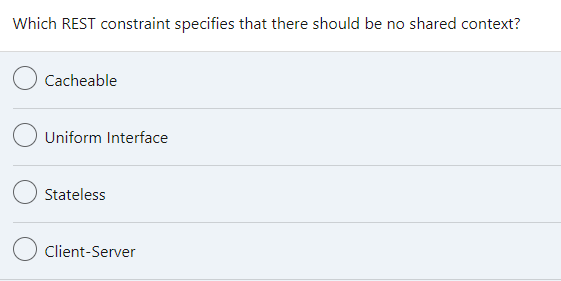 Which REST constraint specifies that there should be no shared context?
Cacheable
Uniform Interface
Stateless
Client-Server